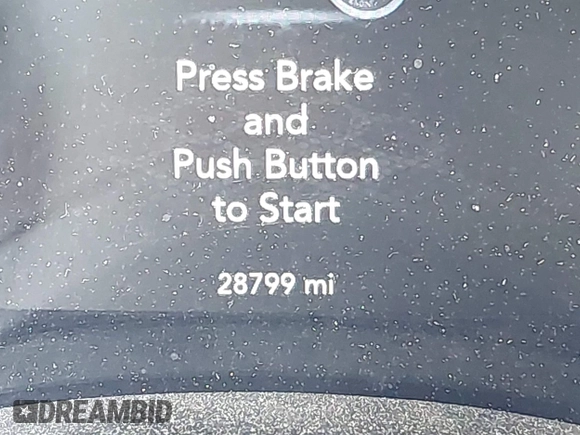 Press Brake
and
Push Button
to Start
28799 mi
DREAMBID